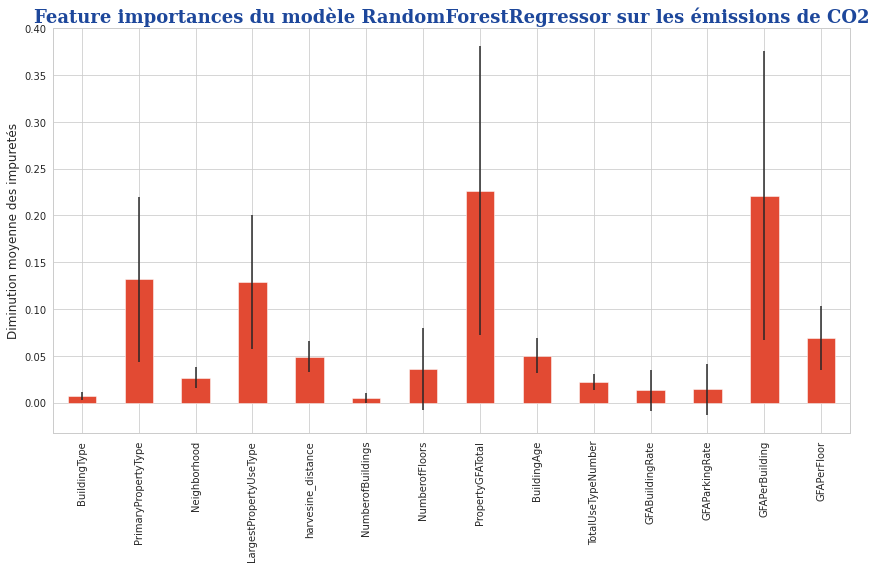 Feature importances du modèle RandomForestRegressor sur les émissions de CO2
Diminution moyenne des impuretés
0.40
0.35
0.30
0.25
0.20
0.15
0.10
0.05
0.00
BuildingType
PrimaryPropertyType
Neighborhood
LargestPropertyUseType
harvesine_distance
NumberofBuildings
NumberofFloors
PropertyGFATotal
BuildingAge
TotalUseTypeNumber
GFABuildingRate
GFAParkingRate
GFAPerBuilding
GFAPerFloor